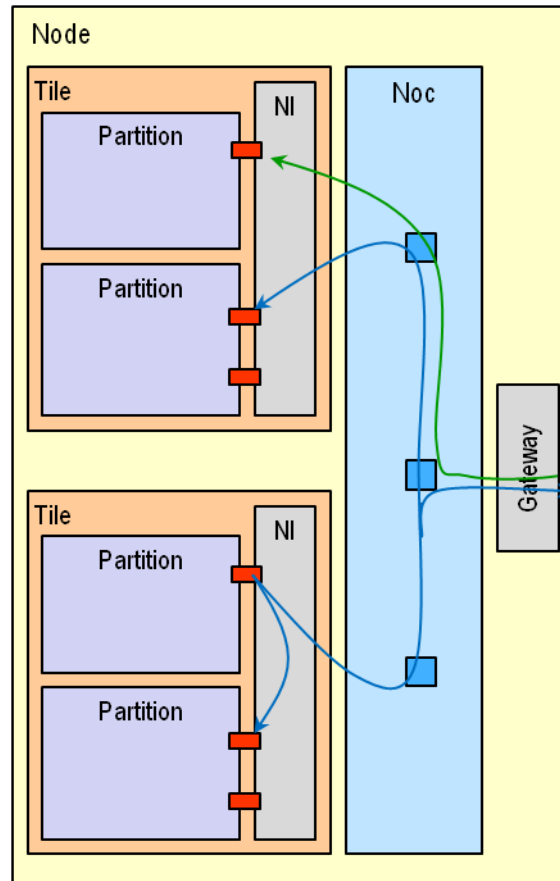 Node
Tile
NI
Noc
Partition
Partition
Gateway
Tile
NI
Partition
Partition